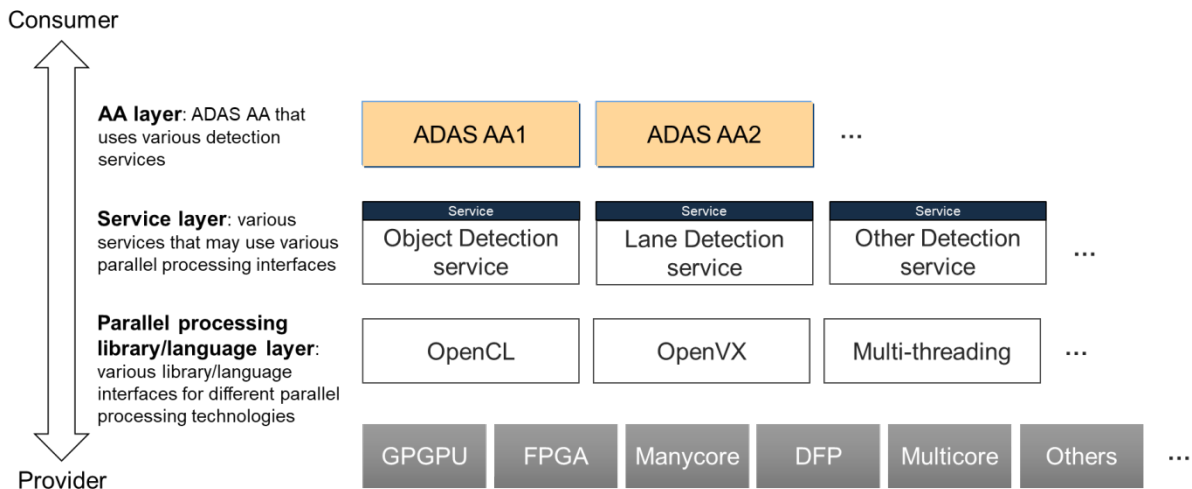 Consumer
AA layer: ADAS AA that
uses various detection
services
ADAS AA1
ADAS AA2
...
Service layer: various
services that may use various
parallel processing interfaces
Service
Object Detection
service
Service
Lane Detection
service
Service
Other Detection
service
...
Parallel processing
library/language layer:
various library/language
interfaces for different parallel
processing technologies
OpenCL
OpenVX
Multi-threading
...
GPGPU
FPGA
Manycore
DFP
Multicore
Others
...
Provider